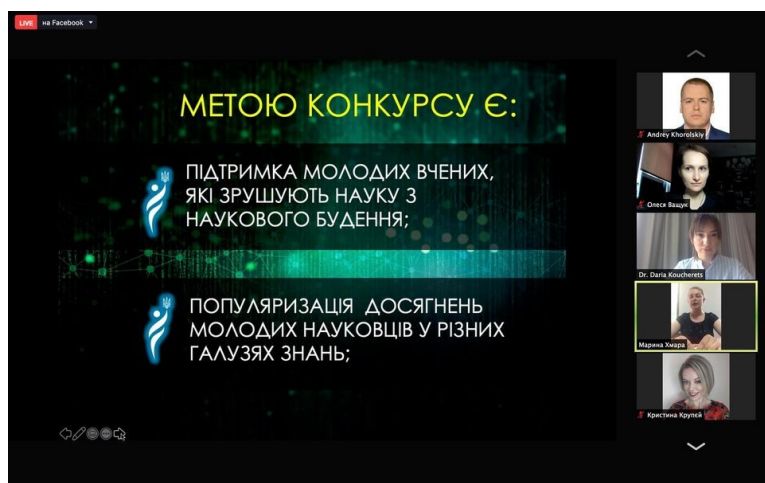 LIVE на Facebook
МЕТОЮ КОНКУРСУ Є:
ПІДТРИМКА МОЛОДИХ ВЧЕНИХ,
ЯКІ ЗРУШУЮТЬ НАУКУ З
НАУКОВОГО БУДЕННЯ;
ПОПУЛЯРИЗАЦІЯ ДОСЯГНЕНЬ
МОЛОДИХ НАУКОВЦІВ У РІЗНИХ
ГАЛУЗЯХ ЗНАНЬ;
Andrey Khorolskiy
Олеся Ващук
Dr. Daria Koucherets
Марина Хмара
Кристина Крупєй